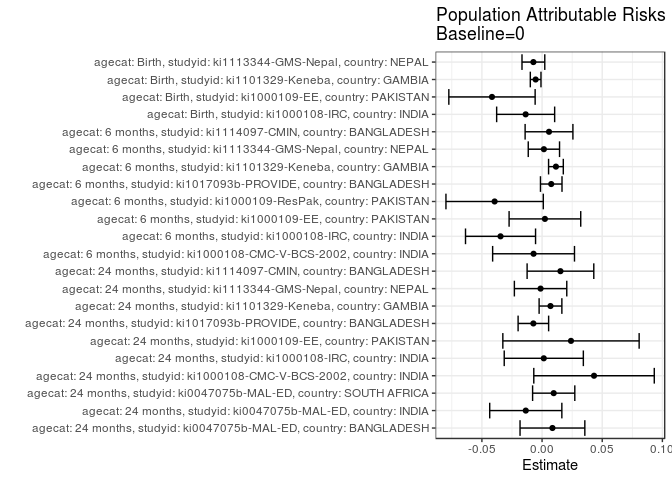 Population Attributable Risks
Baseline=0
agecat: Birth, studyid: ki1113344-GMS-Nepal, country: NEPAL
agecat: Birth, studyid: ki1101329-Keneba, country: GAMBIA
agecat: Birth, studyid: ki1000109-EE, country: PAKISTAN
agecat: Birth, studyid: ki1000108-IRC, country: INDIA
agecat: 6 months, studyid: ki1114097-CMIN, country: BANGLADESH
agecat: 6 months, studyid: ki1113344-GMS-Nepal, country: NEPAL
agecat: 6 months, studyid: ki1101329-Keneba, country: GAMBIA
agecat: 6 months, studyid: ki1017093b-PROVIDE, country: BANGLADESH
agecat: 6 months, studyid: ki1000109-ResPak, country: PAKISTAN
agecat: 6 months, studyid: ki1000109-EE, country: PAKISTAN
agecat: 6 months, studyid: ki1000108-IRC, country: INDIA
agecat: 6 months, studyid: ki1000108-CMC-V-BCS-2002, country: INDIA
agecat: 24 months, studyid: ki1114097-CMIN, country: BANGLADESH
agecat: 24 months, studyid: ki1113344-GMS-Nepal, country: NEPAL
agecat: 24 months, studyid: ki1101329-Keneba, country: GAMBIA
agecat: 24 months, studyid: ki1017093b-PROVIDE, country: BANGLADESH
agecat: 24 months, studyid: ki1000109-EE, country: PAKISTAN
agecat: 24 months, studyid: ki1000108-IRC, country: INDIA
agecat: 24 months, studyid: ki1000108-CMC-V-BCS-2002, country: INDIA
agecat: 24 months, studyid: ki0047075b-MAL-ED, country: SOUTH AFRICA
agecat: 24 months, studyid: ki0047075b-MAL-ED, country: INDIA
agecat: 24 months, studyid: ki0047075b-MAL-ED, country: BANGLADESH
-0.05 0.00 0.05 0.10
Estimate